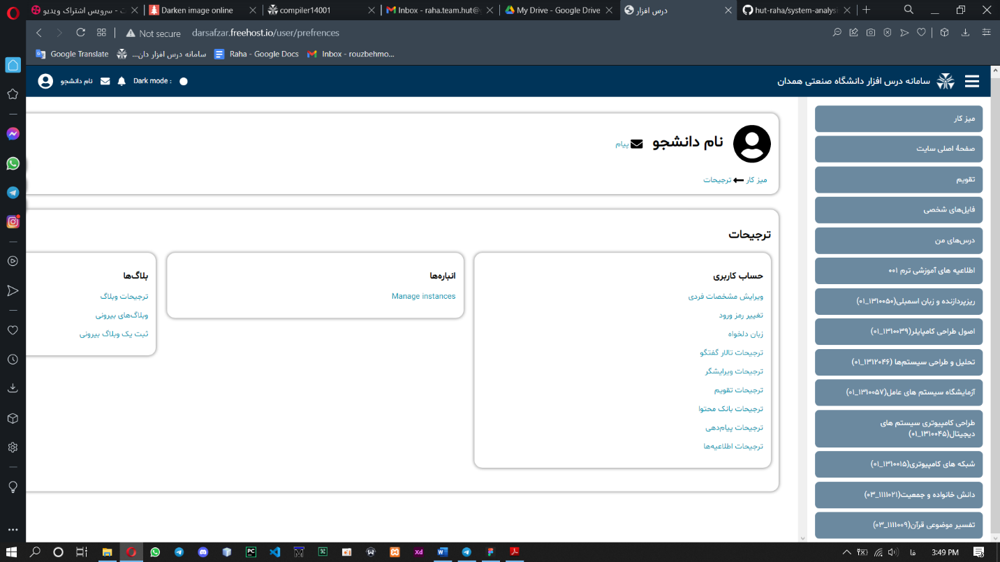 ت - سرویس اشتراک ویدیو
Darken image online
compiler14001
Inbox - raha.team.hut@g
My Drive - Google Drive
درس افزار
hut-raha/system-analys
Not secure
darsafzar.freehost.io/user/prefrences
Google Translate
سامانه درس افزار دان...
Raha - Google Docs
Inbox - rouzbehmo...
سامانه درس افزار دانشگاه صنعتی همدان
Dark mode :
نام دانشجو
میز کار
صفحهٔ اصلی سایت
تقویم
فایل‌های شخصی
درس‌های من
اطلاعیه های آموزشی ترم ۰۰۱
ریزپردازنده و زبان اسمبلی(۱۳۱۰۰۵۰_۰۱)
اصول طراحی کامپایلر(۱۳۱۰۰۳۹_۰۱)
تحلیل و طراحی سیستم‌ها (۱۳۱۲۰۴۶_۰۱)
آزمایشگاه سیستم های عامل(۱۳۱۰۰۵۷_۰۱)
طراحی کامپیوتری سیستم های
دیجیتال(۱۳۱۰۰۴۵_۰۱)
شبکه های کامپیوتری(۱۳۱۰۰۱۵_۰۱)
دانش خانواده و جمعیت(۱۱۱۱۰۲۱_۰۳)
تفسیر موضوعی قرآن(۱۱۱۱۰۰۹_۰۳)
نام دانشجو
پیام
میز کار
ترجیحات
ترجیحات
حساب کاربری
ویرایش مشخصات فردی
تغییر رمز ورود
زبان دلخواه
ترجیحات تالار گفتگو
ترجیحات ویرایشگر
ترجیحات تقویم
ترجیحات بانک محتوا
ترجیحات پیام‌دهی
ترجیحات اطلاعیه‌ها
انباره‌ها
Manage instances
بلاگ‌ها
ترجیحات وبلاگ
وبلاگ‌های بیرونی
ثبت یک وبلاگ بیرونی
PC
Xd
W
فا
3:49 PM